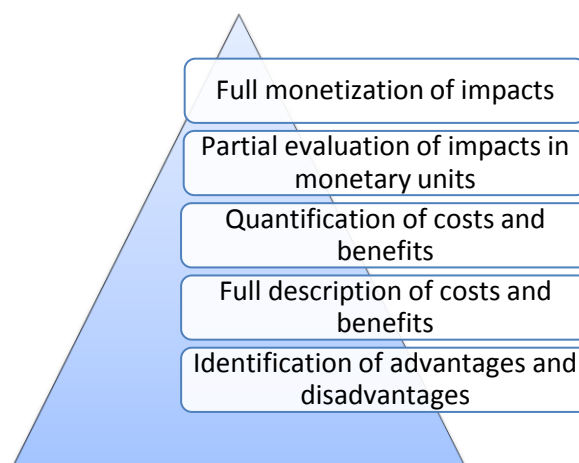 Full monetization of impacts
Partial evaluation of impacts in
monetary units
Quantification of costs and
benefits
Full description of costs and
benefits
Identification of advantages and
disadvantages